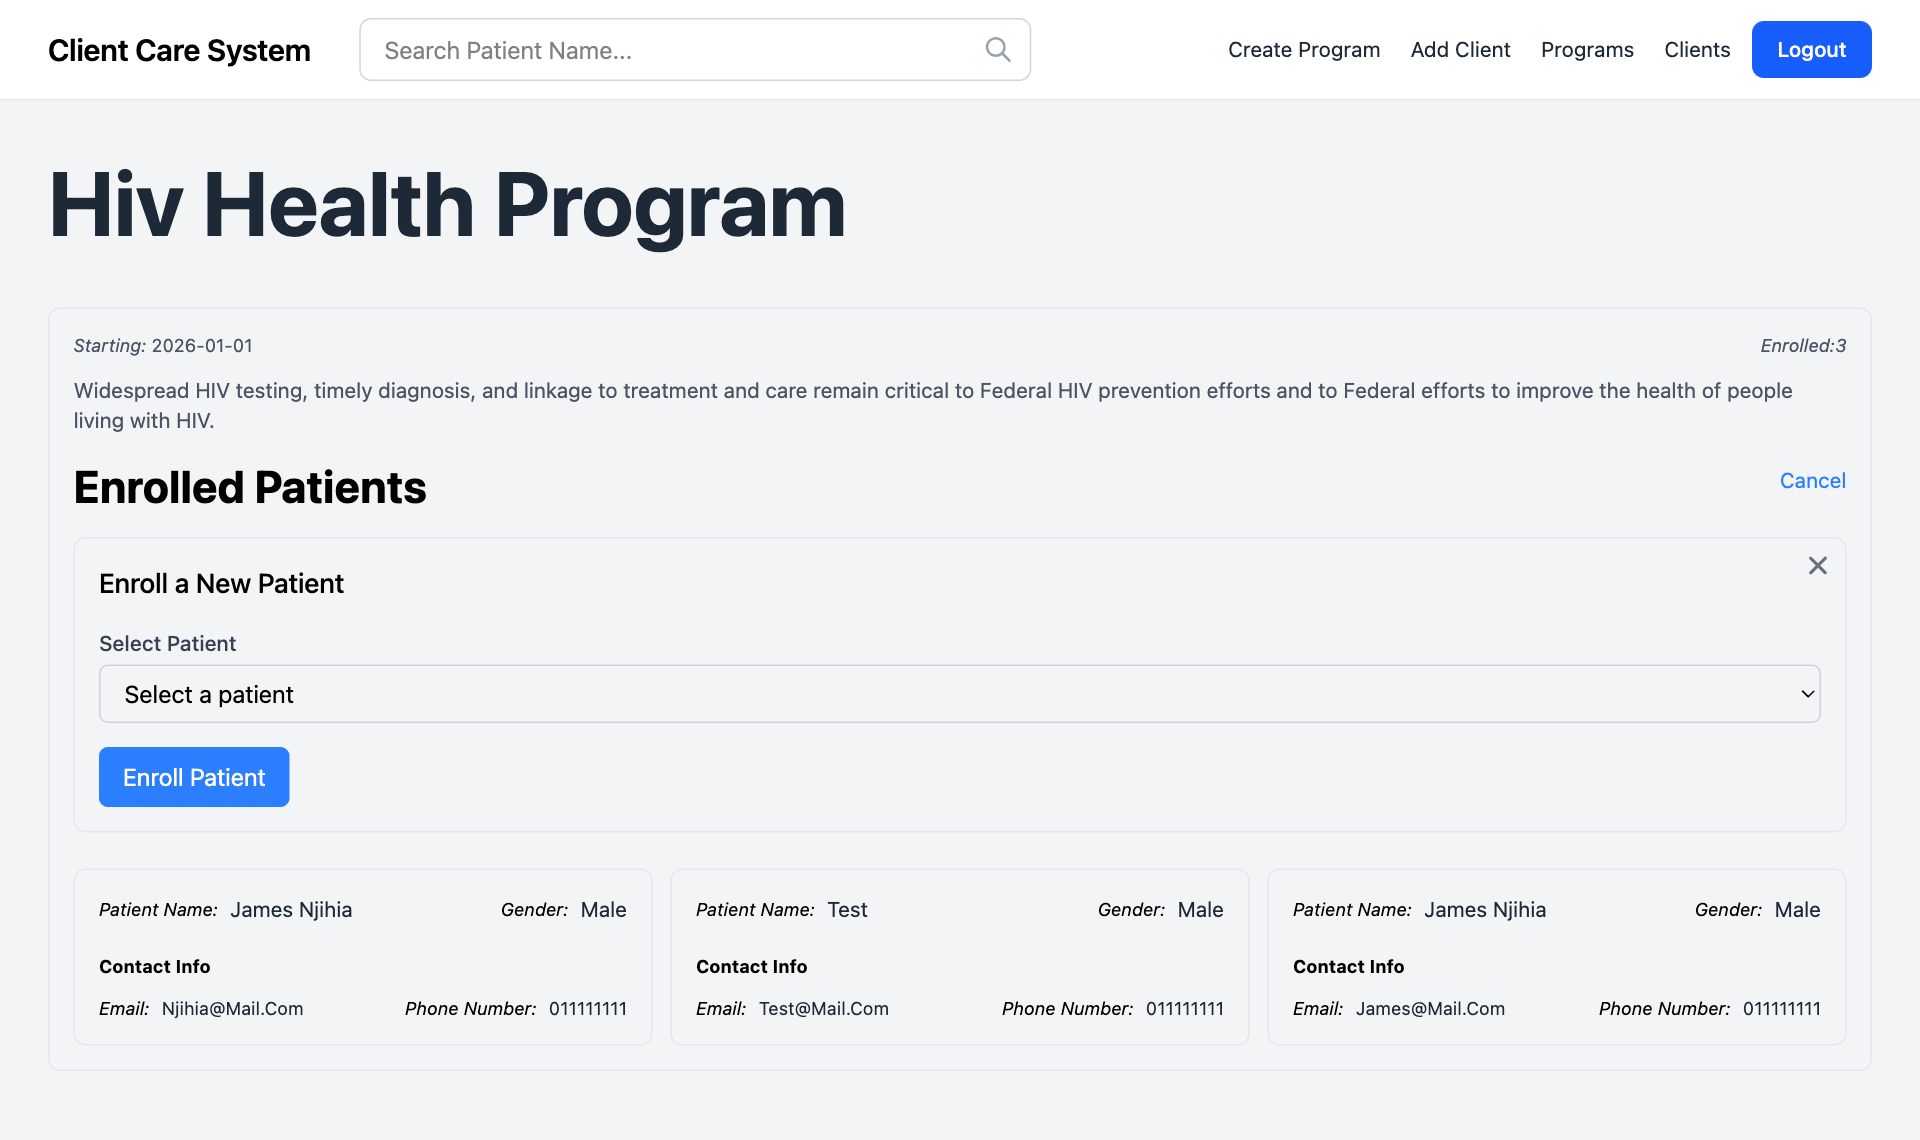 Client Care System
Search Patient Name...
Create Program
Add Client
Programs
Clients
Logout
Hiv Health Program
Starting: 2026-01-01
Enrolled:3
Widespread HIV testing, timely diagnosis, and linkage to treatment and care remain critical to Federal HIV prevention efforts and to Federal efforts to improve the health of people
living with HIV.
Enrolled Patients
Cancel
Enroll a New Patient
Select Patient
Select a patient
Enroll Patient
Patient Name: James Njihia
Gender: Male
Contact Info
Email: Njihia@Mail.Com
Phone Number: 011111111
Patient Name: Test
Gender: Male
Contact Info
Email: Test@Mail.Com
Phone Number: 011111111
Patient Name: James Njihia
Gender: Male
Contact Info
Email: James@Mail.Com
Phone Number: 011111111